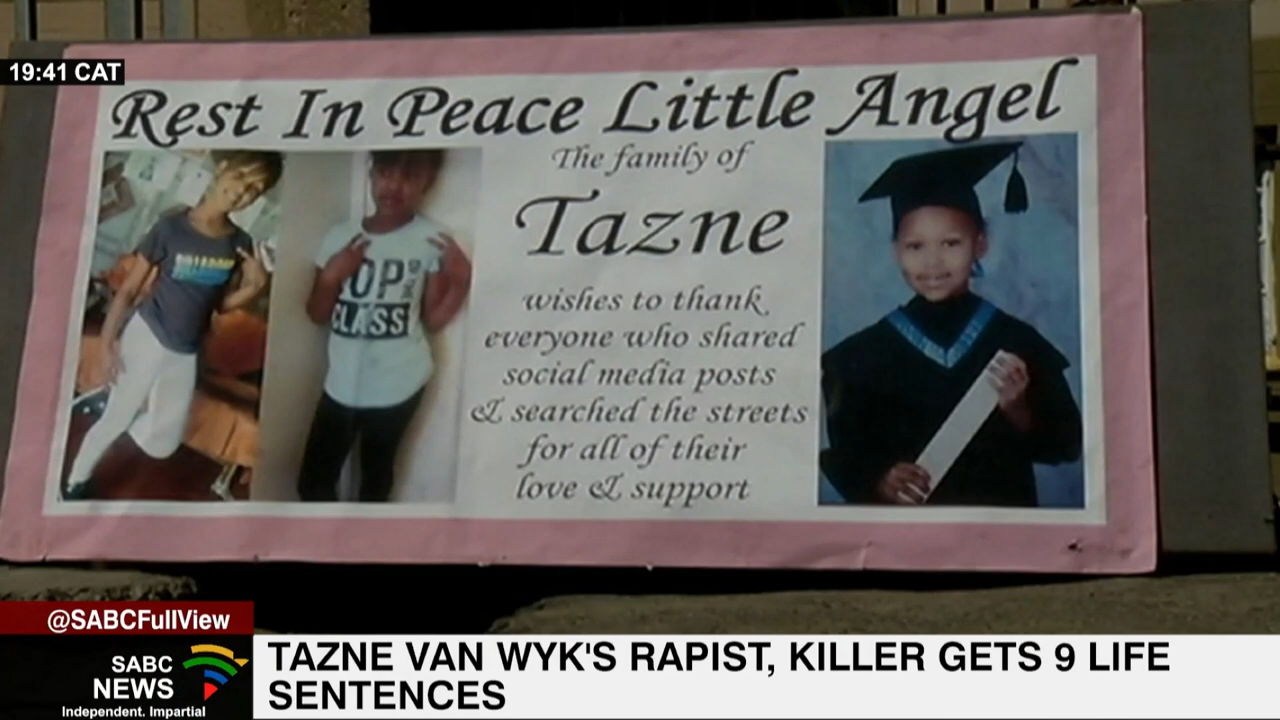 19:41 CAT
Rest In Peace Little Angel
The family of
Tazne
wishes to thank
everyone who shared
social media posts
& searched the streets
for all of their
love & support
OP
CLASS
@SABCFullView
SABC
NEWS
Independent. Impartial
TAZNE VAN WYK'S RAPIST, KILLER GETS 9 LIFE
SENTENCES